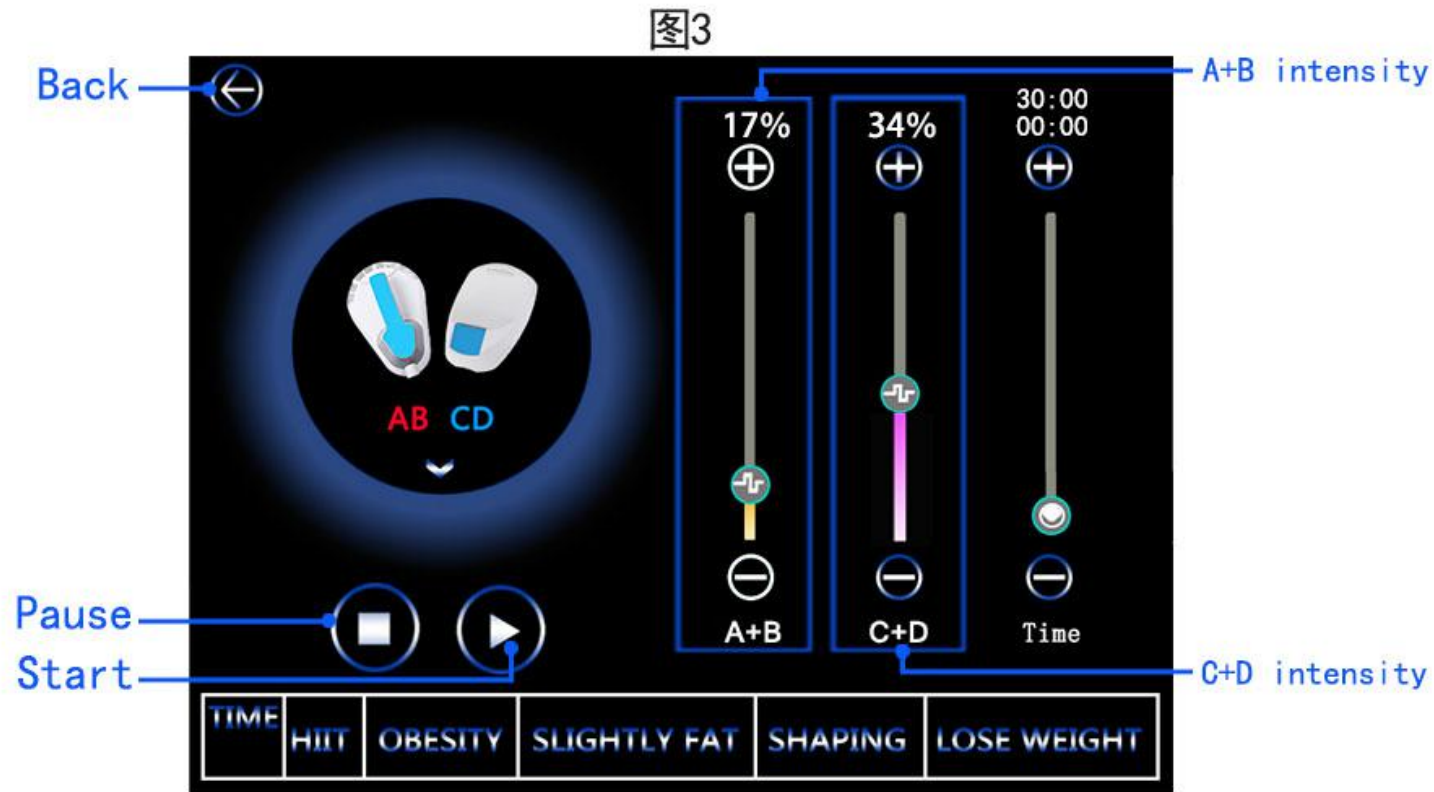 图3
Back
A+B intensity
17%
34%
30:00
00:00
AB CD
A+B
C+D
Time
Pause
Start
C+D intensity
TIME
HIIT
OBESITY
SLIGHTLY FAT
SHAPING
LOSE WEIGHT